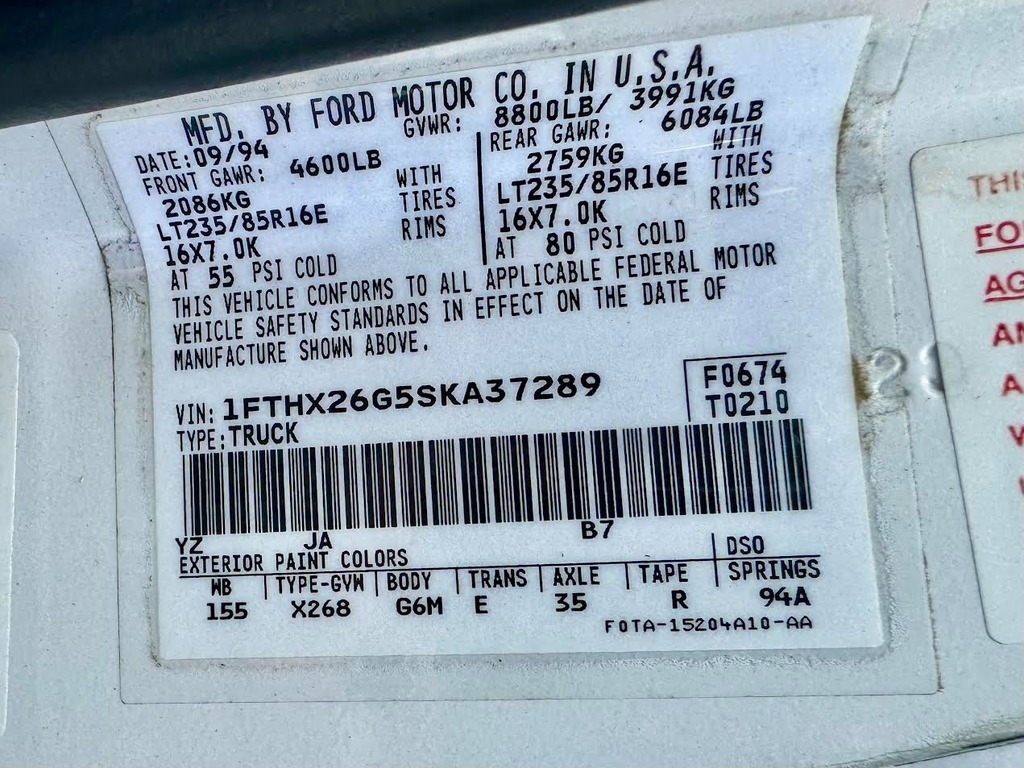 MFD. BY FORD MOTOR CO. IN U.S.A.
DATE: 09/94 GVWR: 8800LB/ 3991KG
FRONT GAWR: 4600LB
2086KG WITH
LT235/85R16E TIRES
16X7.0K RIMS
AT 55 PSI COLD
REAR GAWR: 6084LB
2759KG WITH
LT235/85R16E TIRES
16X7.0K RIMS
AT 80 PSI COLD
THIS VEHICLE CONFORMS TO ALL APPLICABLE FEDERAL MOTOR
VEHICLE SAFETY STANDARDS IN EFFECT ON THE DATE OF
MANUFACTURE SHOWN ABOVE.
VIN: 1FTHX26G5SKA37289
TYPE: TRUCK
F0674
T0210
YZ JA B7
EXTERIOR PAINT COLORS DSO
WB TYPE-GVW BODY TRANS AXLE TAPE SPRINGS
155 X268 G6M E 35 R 94A
F0TA-15204A10-AA